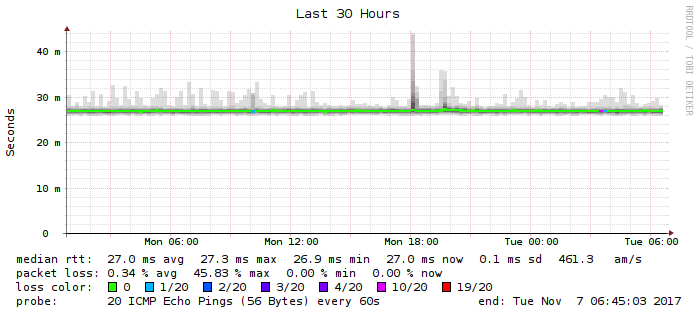 Last 30 Hours
RRDTOOL / TOBI OETIKER
Seconds
40 m
30 m
20 m
10 m
0
Mon 06:00 Mon 12:00 Mon 18:00 Tue 00:00 Tue 06:00
median rtt: 27.0 ms avg 27.3 ms max 26.9 ms min 27.0 ms now 0.1 ms sd 461.3 am/s
packet loss: 0.34 % avg 45.83 % max 0.00 % min 0.00 % now
loss color: 0 1/20 2/20 3/20 4/20 10/20 19/20
probe: 20 ICMP Echo Pings (56 Bytes) every 60s end: Tue Nov 7 06:45:03 2017